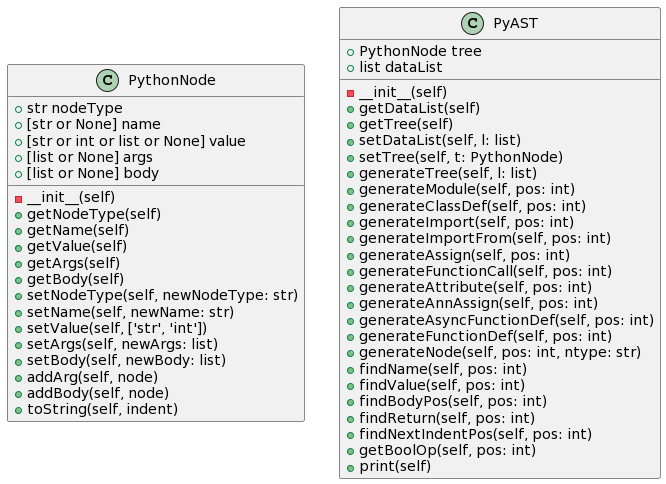 C PythonNode
str nodeType
[str or None] name
[str or int or list or None] value
[list or None] args
[list or None] body
__init__(self)
getNodeType(self)
getName(self)
getValue(self)
getArgs(self)
getBody(self)
setNodeType(self, newNodeType: str)
setName(self, newName: str)
setValue(self, ['str', 'int'])
setArgs(self, newArgs: list)
setBody(self, newBody: list)
addArg(self, node)
addBody(self, node)
toString(self, indent)
C PyAST
PythonNode tree
list dataList
__init__(self)
getDataList(self)
getTree(self)
setDataList(self, l: list)
setTree(self, t: PythonNode)
generateTree(self, l: list)
generateModule(self, pos: int)
generateClassDef(self, pos: int)
generateImport(self, pos: int)
generateImportFrom(self, pos: int)
generateAssign(self, pos: int)
generateFunctionCall(self, pos: int)
generateAttribute(self, pos: int)
generateAnnAssign(self, pos: int)
generateAsyncFunctionDef(self, pos: int)
generateFunctionDef(self, pos: int)
generateNode(self, pos: int, ntype: str)
findName(self, pos: int)
findValue(self, pos: int)
findBodyPos(self, pos: int)
findReturn(self, pos: int)
findNextIndentPos(self, pos: int)
getBoolOp(self, pos: int)
print(self)